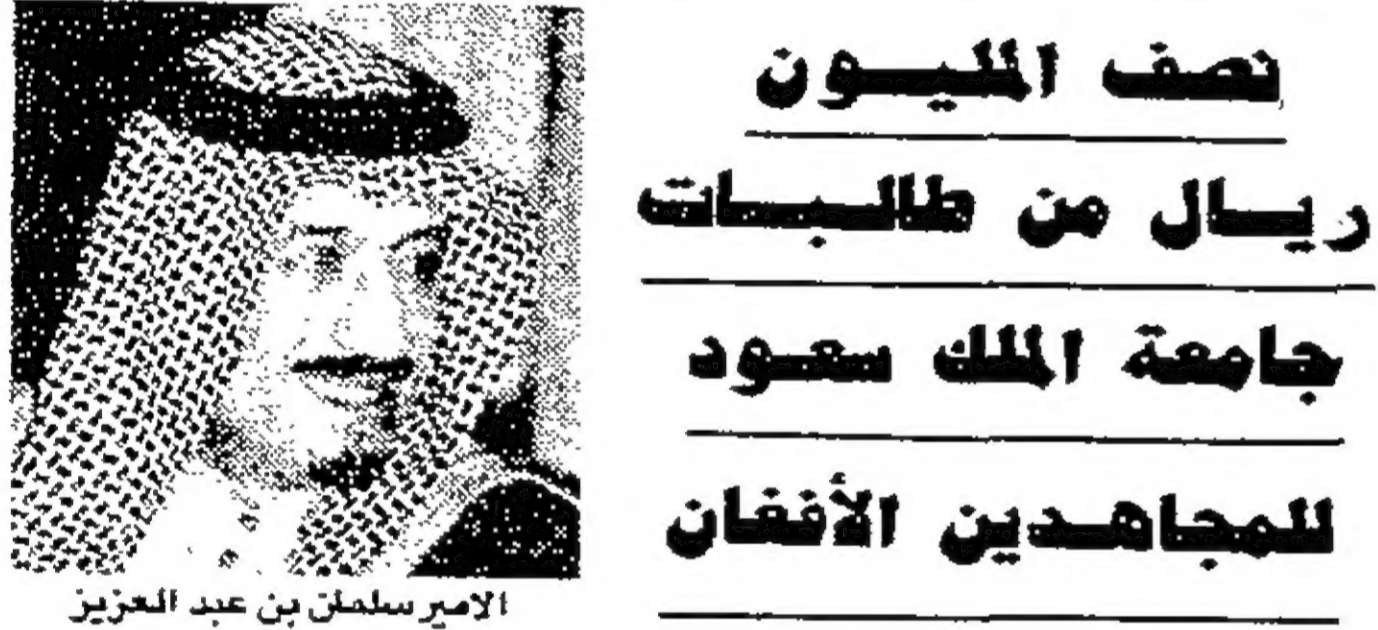 نصف المليون
ريال من طالبات
جامعة الملك سعود
للمجاهدين الأفغان
الامير سلمان بن عبد العزيز